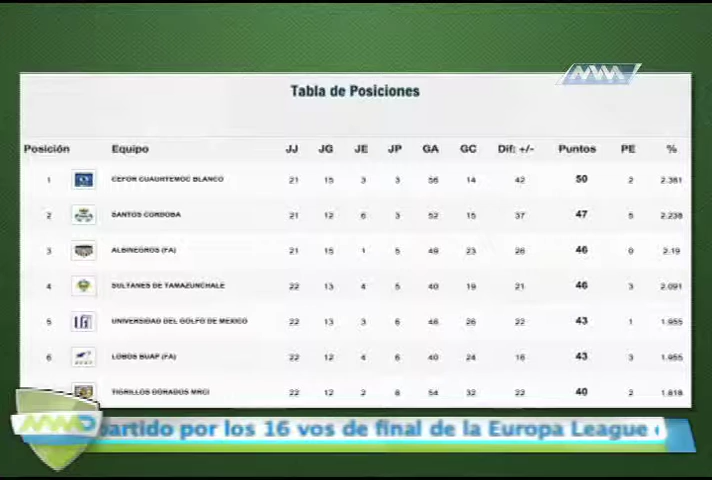 MVM
Tabla de Posiciones
Posición Equipo JJ JG JE JP GA GC Dif: +/- Puntos PE %
1 CEFOR CUAUHTEMOC BLANCO 21 15 3 3 56 14 42 50 2 2.381
2 SANTOS CORDOBA 21 12 6 3 52 15 37 47 5 2.238
3 ALBINEGROS (FA) 21 15 1 5 49 23 26 46 0 2.19
4 SULTANES DE TAMAZUNCHALE 22 13 4 5 40 19 21 46 3 2.091
5 UNIVERSIDAD DEL GOLFO DE MEXICO 22 13 3 6 48 26 22 43 1 1.955
6 LOBOS BUAP (FA) 22 12 4 6 40 24 16 43 3 1.955
TIGRILLOS DORADOS MRCI 22 12 2 8 54 32 22 40 2 1.818
partido por los 16 vos de final de la Europa League